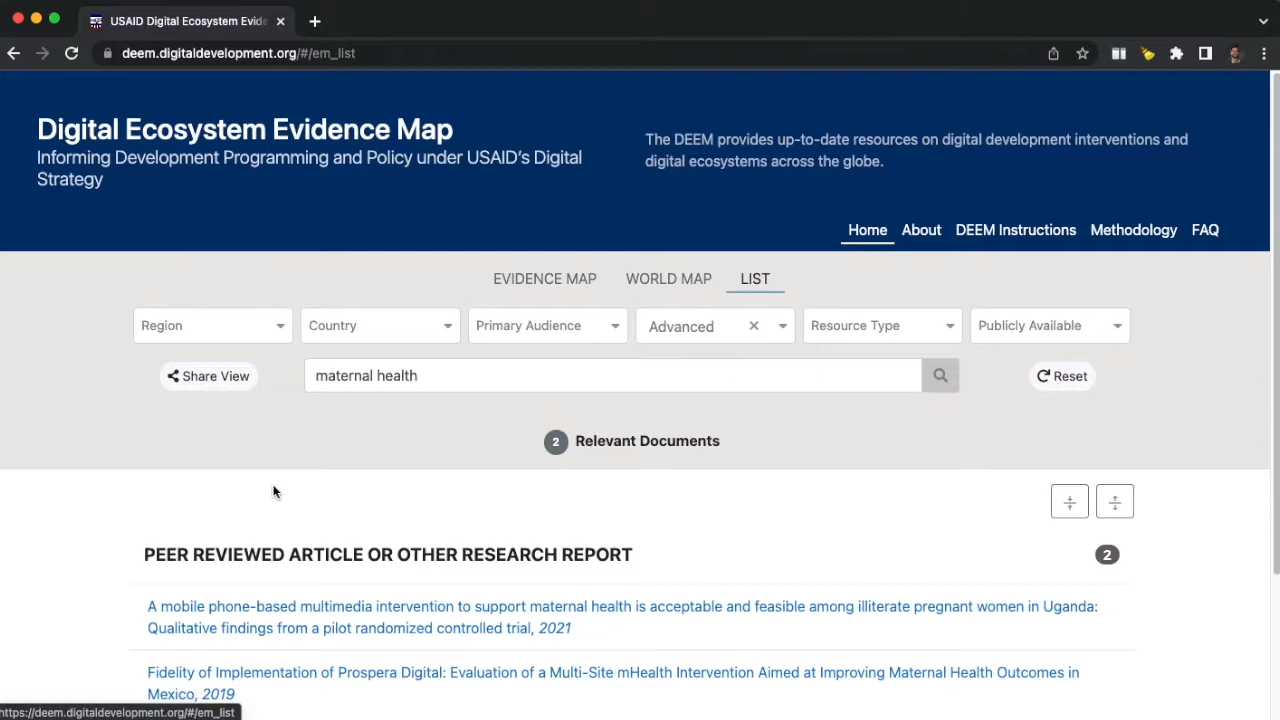 USAID Digital Ecosystem Evide
deem.digitaldevelopment.org/#/em_list
Digital Ecosystem Evidence Map
Informing Development Programming and Policy under USAID's Digital
Strategy
The DEEM provides up-to-date resources on digital development interventions and
digital ecosystems across the globe.
Home About DEEM Instructions Methodology FAQ
EVIDENCE MAP WORLD MAP LIST
Region Country Primary Audience Advanced Resource Type Publicly Available
Share View maternal health Reset
2 Relevant Documents
PEER REVIEWED ARTICLE OR OTHER RESEARCH REPORT 2
A mobile phone-based multimedia intervention to support maternal health is acceptable and feasible among illiterate pregnant women in Uganda:
Qualitative findings from a pilot randomized controlled trial, 2021
Fidelity of Implementation of Prospera Digital: Evaluation of a Multi-Site mHealth Intervention Aimed at Improving Maternal Health Outcomes in
Mexico, 2019
https://deem.digitaldevelopment.org/#/em_list